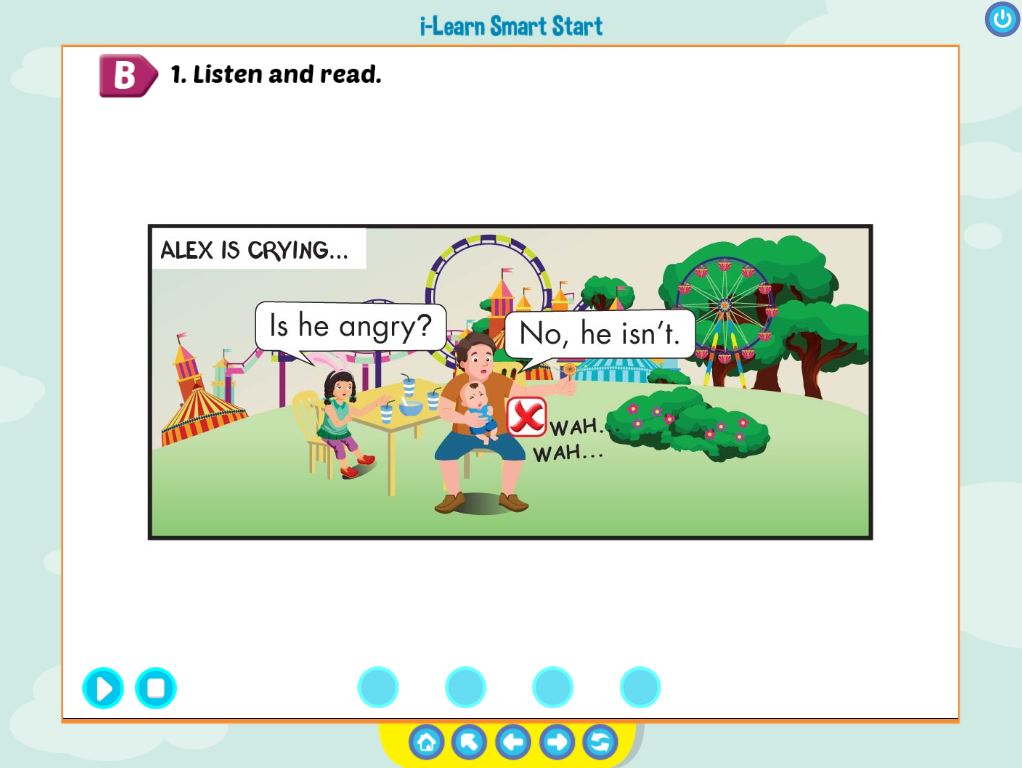 i-Learn Smart Start
B 1. Listen and read.
ALEX IS CRYING...
Is he angry?
No, he isn't.
WAH.
WAH...